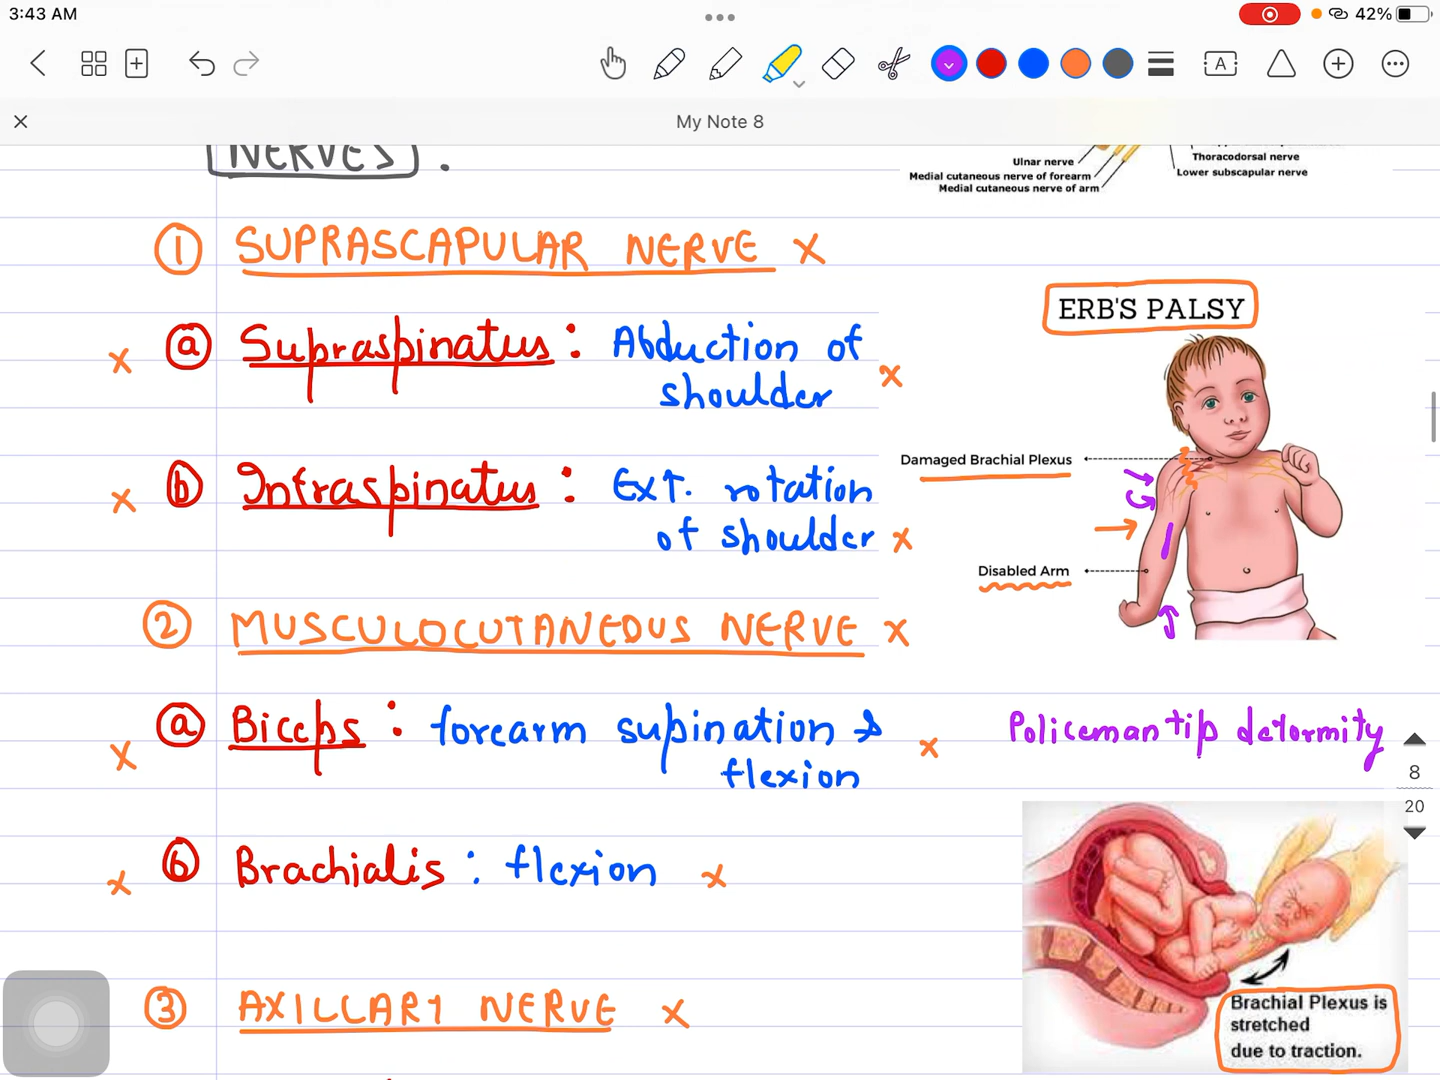 3:43 AM
42%
A
My Note 8
NERVES.
Ulnar nerve
Medial cutaneous nerve of forearm
Medial cutaneous nerve of arm
Thoracodorsal nerve
Lower subscapular nerve
① SUPRASCAPULAR NERVE X
X ⓐ Supraspinatus : Abduction of
shoulder X
X ⓑ Infraspinatus : Ext. rotation
of shoulder X
② MUSCULOCUTANEOUS NERVE X
X ⓐ Biceps : forearm supination &
flexion X
X ⓑ Brachialis : flexion X
③ AXILLARY NERVE X
ERB'S PALSY
Damaged Brachial Plexus
Disabled Arm
Policeman tip deformity
8
20
Brachial Plexus is
stretched
due to traction.